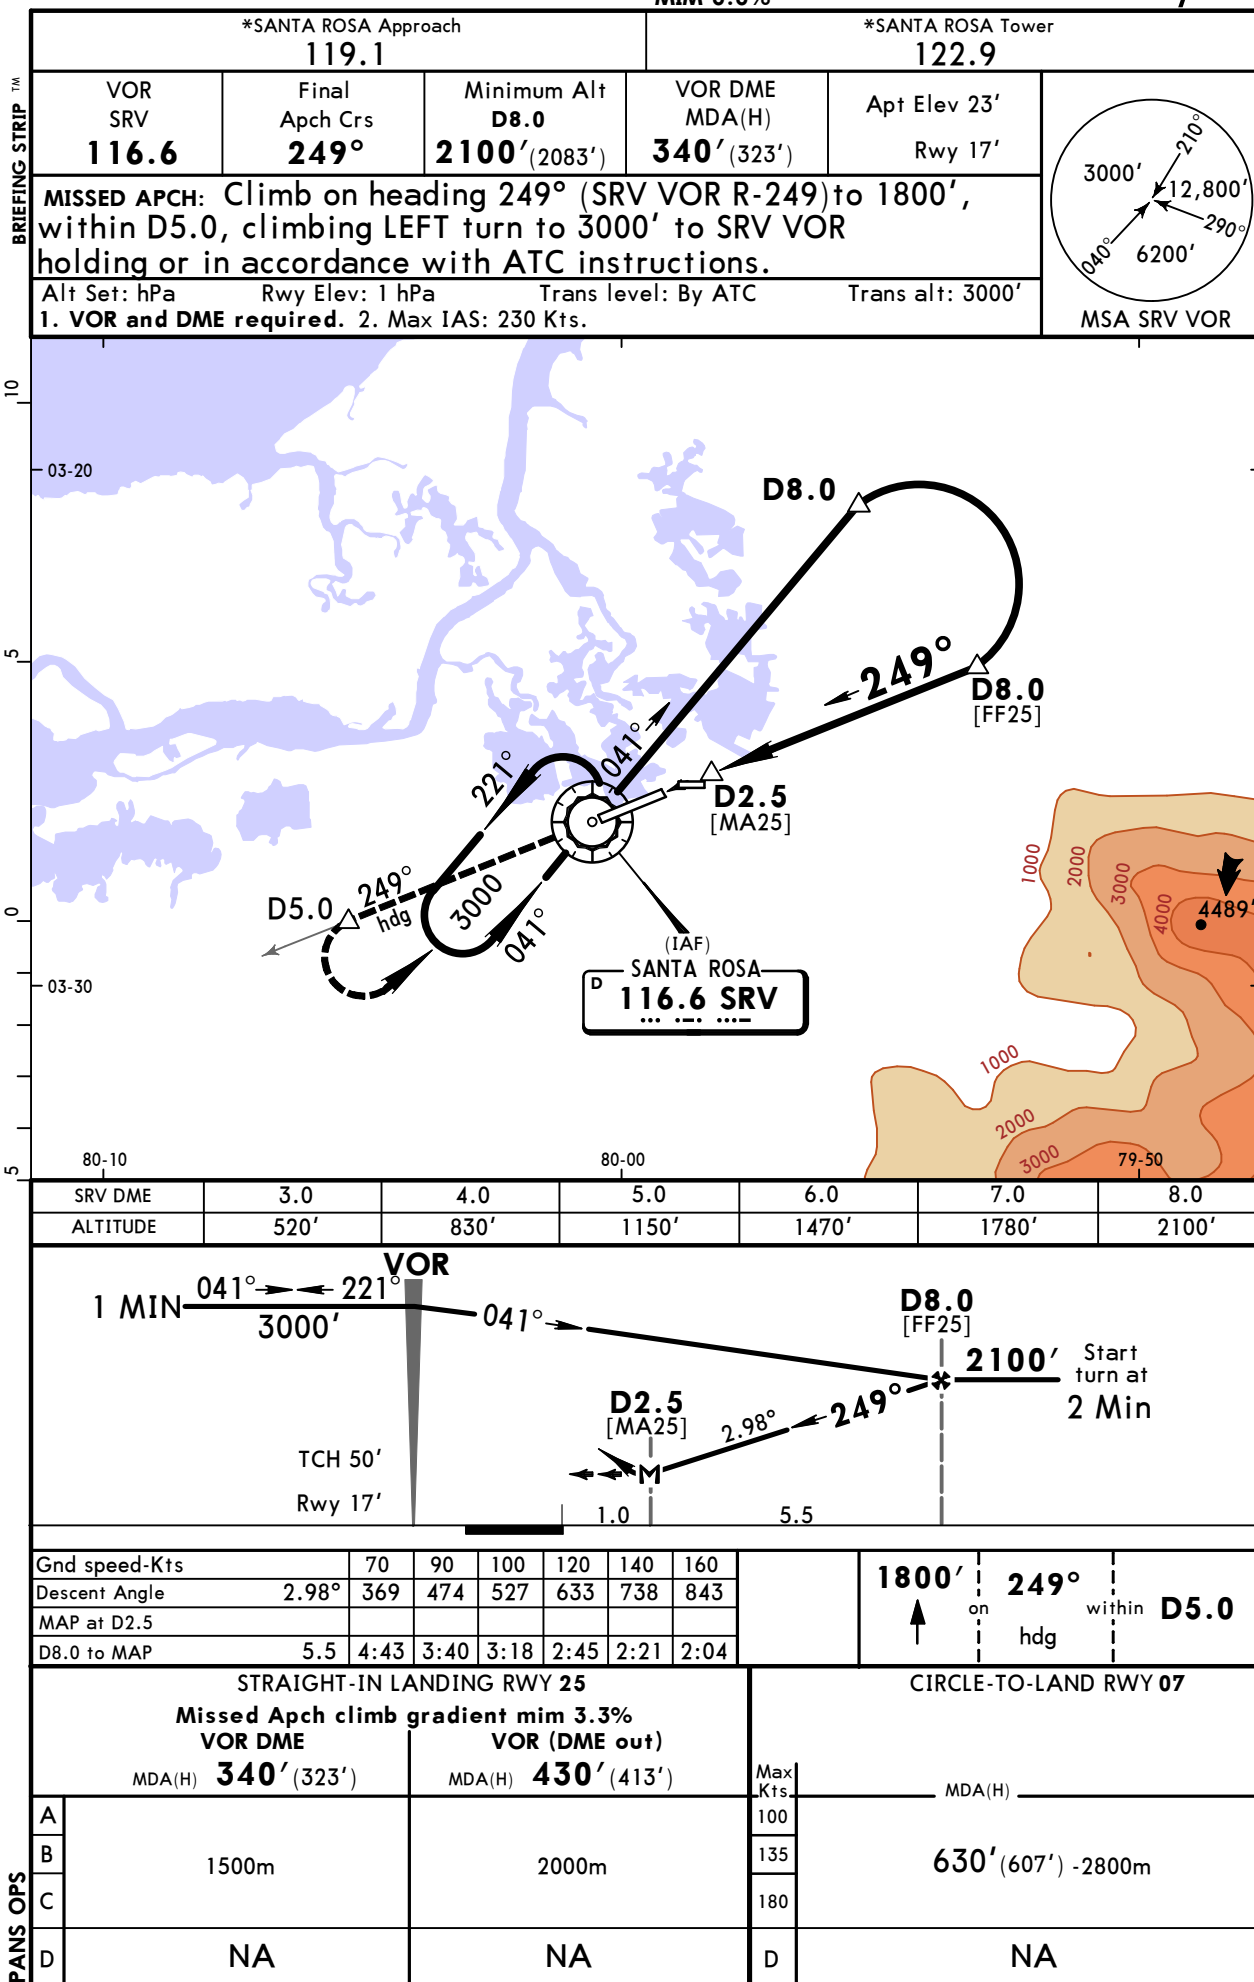 *SANTA ROSA Approach
119.1
*SANTA ROSA Tower
122.9
BRIEFING STRIP ™
VOR
SRV
116.6
Final
Apch Crs
249°
Minimum Alt
D8.0
2100'(2083')
VOR DME
MDA(H)
340'(323')
Apt Elev 23'
Rwy 17'
MISSED APCH: Climb on heading 249° (SRV VOR R-249) to 1800',
within D5.0, climbing LEFT turn to 3000' to SRV VOR
holding or in accordance with ATC instructions.
Alt Set: hPa Rwy Elev: 1 hPa Trans level: By ATC Trans alt: 3000'
1. VOR and DME required. 2. Max IAS: 230 Kts.
210°
3000'
12,800'
290°
040°
6200'
MSA SRV VOR
10
03-20
D8.0
5
249°
D8.0
[FF25]
041°
221°
D2.5
[MA25]
249°
hdg
D5.0
3000
041°
0
1000
2000
3000
4000
4489'
(IAF)
SANTA ROSA
D
116.6 SRV
03-30
1000
2000
3000
5
80-10
80-00
79-50
SRV DME 3.0 4.0 5.0 6.0 7.0 8.0
ALTITUDE 520' 830' 1150' 1470' 1780' 2100'
VOR
1 MIN
041°
221°
3000'
041°
D8.0
[FF25]
2100'
Start
turn at
2 Min
D2.5
[MA25]
2.98°
249°
M
TCH 50'
Rwy 17'
1.0
5.5
Gnd speed-Kts 70 90 100 120 140 160
Descent Angle 2.98° 369 474 527 633 738 843
MAP at D2.5
D8.0 to MAP 5.5 4:43 3:40 3:18 2:45 2:21 2:04
1800'
on
249°
hdg
within
D5.0
STRAIGHT-IN LANDING RWY 25
Missed Apch climb gradient mim 3.3%
VOR DME
MDA(H) 340'(323')
VOR (DME out)
MDA(H) 430'(413')
CIRCLE-TO-LAND RWY 07
Max
Kts
MDA(H)
A
B
C
D
1500m
2000m
100
135
180
D
630'(607') -2800m
NA
NA
NA
PANS OPS